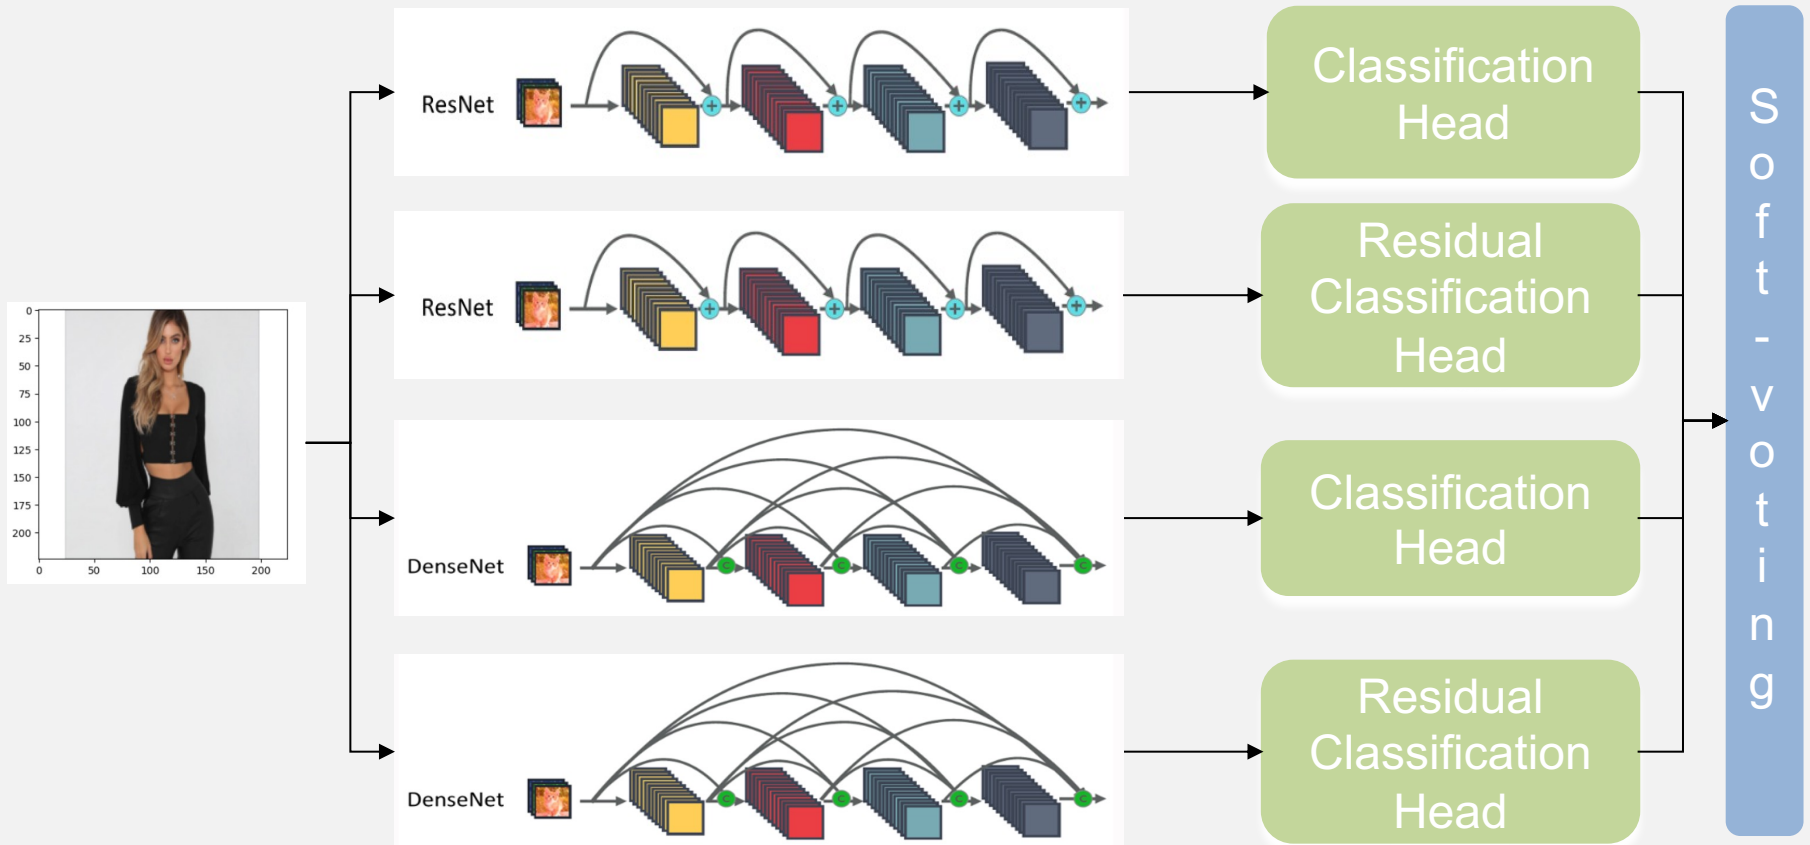 ResNet
Classification
Head
ResNet
Residual
Classification
Head
0
25
50
75
100
125
150
175
200
0 50 100 150 200
DenseNet
C C C C
Classification
Head
DenseNet
C C C C
Residual
Classification
Head
S
o
f
t
-
v
o
t
i
n
g